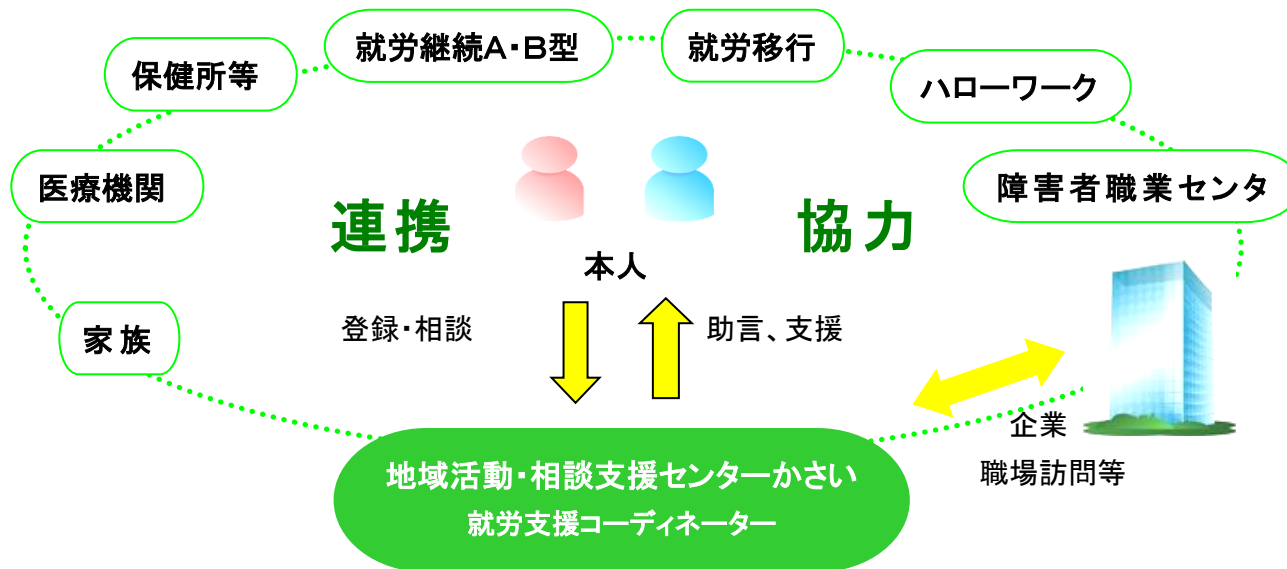 就労継続A・B型
就労移行
保健所等
ハローワーク
医療機関
障害者職業センタ
連携
協力
本人
家族
登録・相談
助言、支援
企業
職場訪問等
地域活動・相談支援センターかさい
就労支援コーディネーター